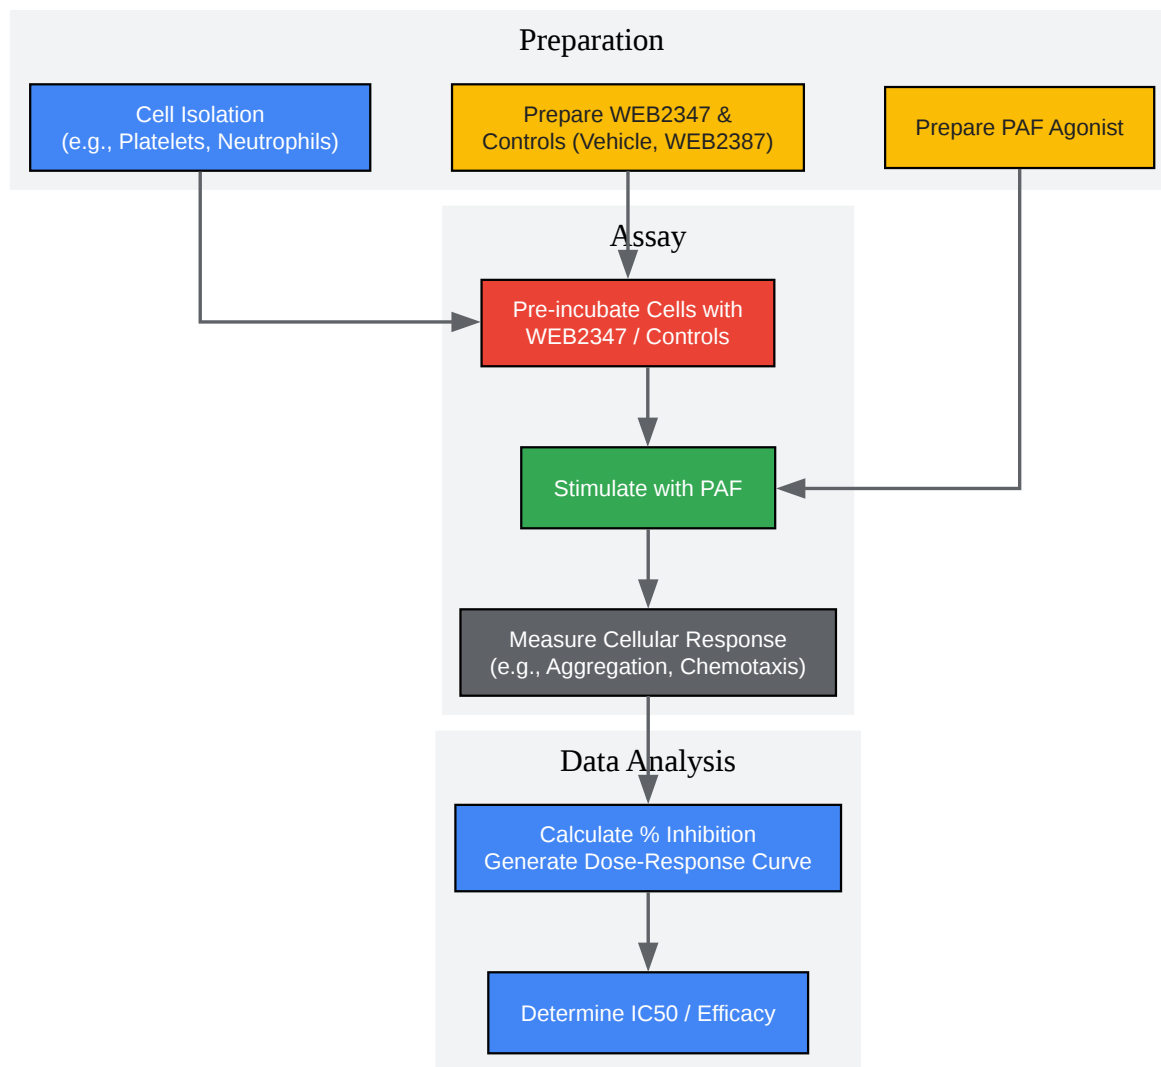 Preparation
Cell Isolation
(e.g., Platelets, Neutrophils)
Prepare WEB2347 &
Controls (Vehicle, WEB2387)
Prepare PAF Agonist
Assay
Pre-incubate Cells with
WEB2347 / Controls
Stimulate with PAF
Measure Cellular Response
(e.g., Aggregation, Chemotaxis)
Data Analysis
Calculate % Inhibition
Generate Dose-Response Curve
Determine IC50 / Efficacy